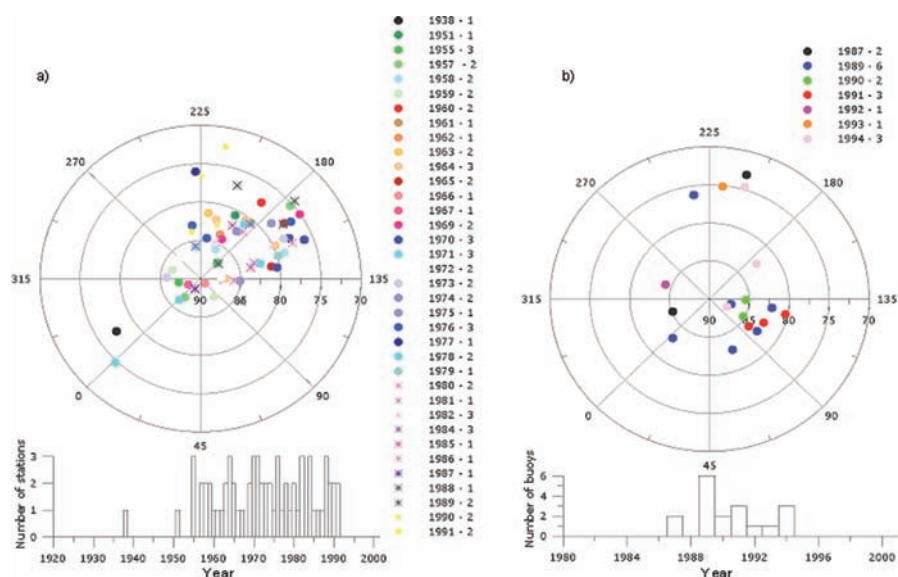 a)
1938 - 1
1951 - 1
1955 - 3
1957 - 2
1958 - 2
1959 - 2
1960 - 2
1961 - 1
1962 - 1
1963 - 2
1964 - 3
1965 - 2
1966 - 1
1967 - 1
1969 - 2
1970 - 3
1971 - 3
1972 - 2
1973 - 2
1974 - 2
1975 - 1
1976 - 3
1977 - 1
1978 - 2
1979 - 1
1980 - 2
1981 - 1
1982 - 3
1984 - 3
1985 - 1
1986 - 1
1987 - 1
1988 - 1
1989 - 2
1990 - 2
1991 - 2
225
270
180
315
90 85 80 75 70
135
0
90
45
Number of stations
3
2
1
0
1920 1930 1940 1950 1960 1970 1980 1990 2000
Year
b)
1987 - 2
1989 - 6
1990 - 2
1991 - 3
1992 - 1
1993 - 1
1994 - 3
225
270
180
315
90 85 80 75 70
135
0
90
45
Number of buoys
6
4
2
0
1980 1984 1988 1992 1996 2000
Year